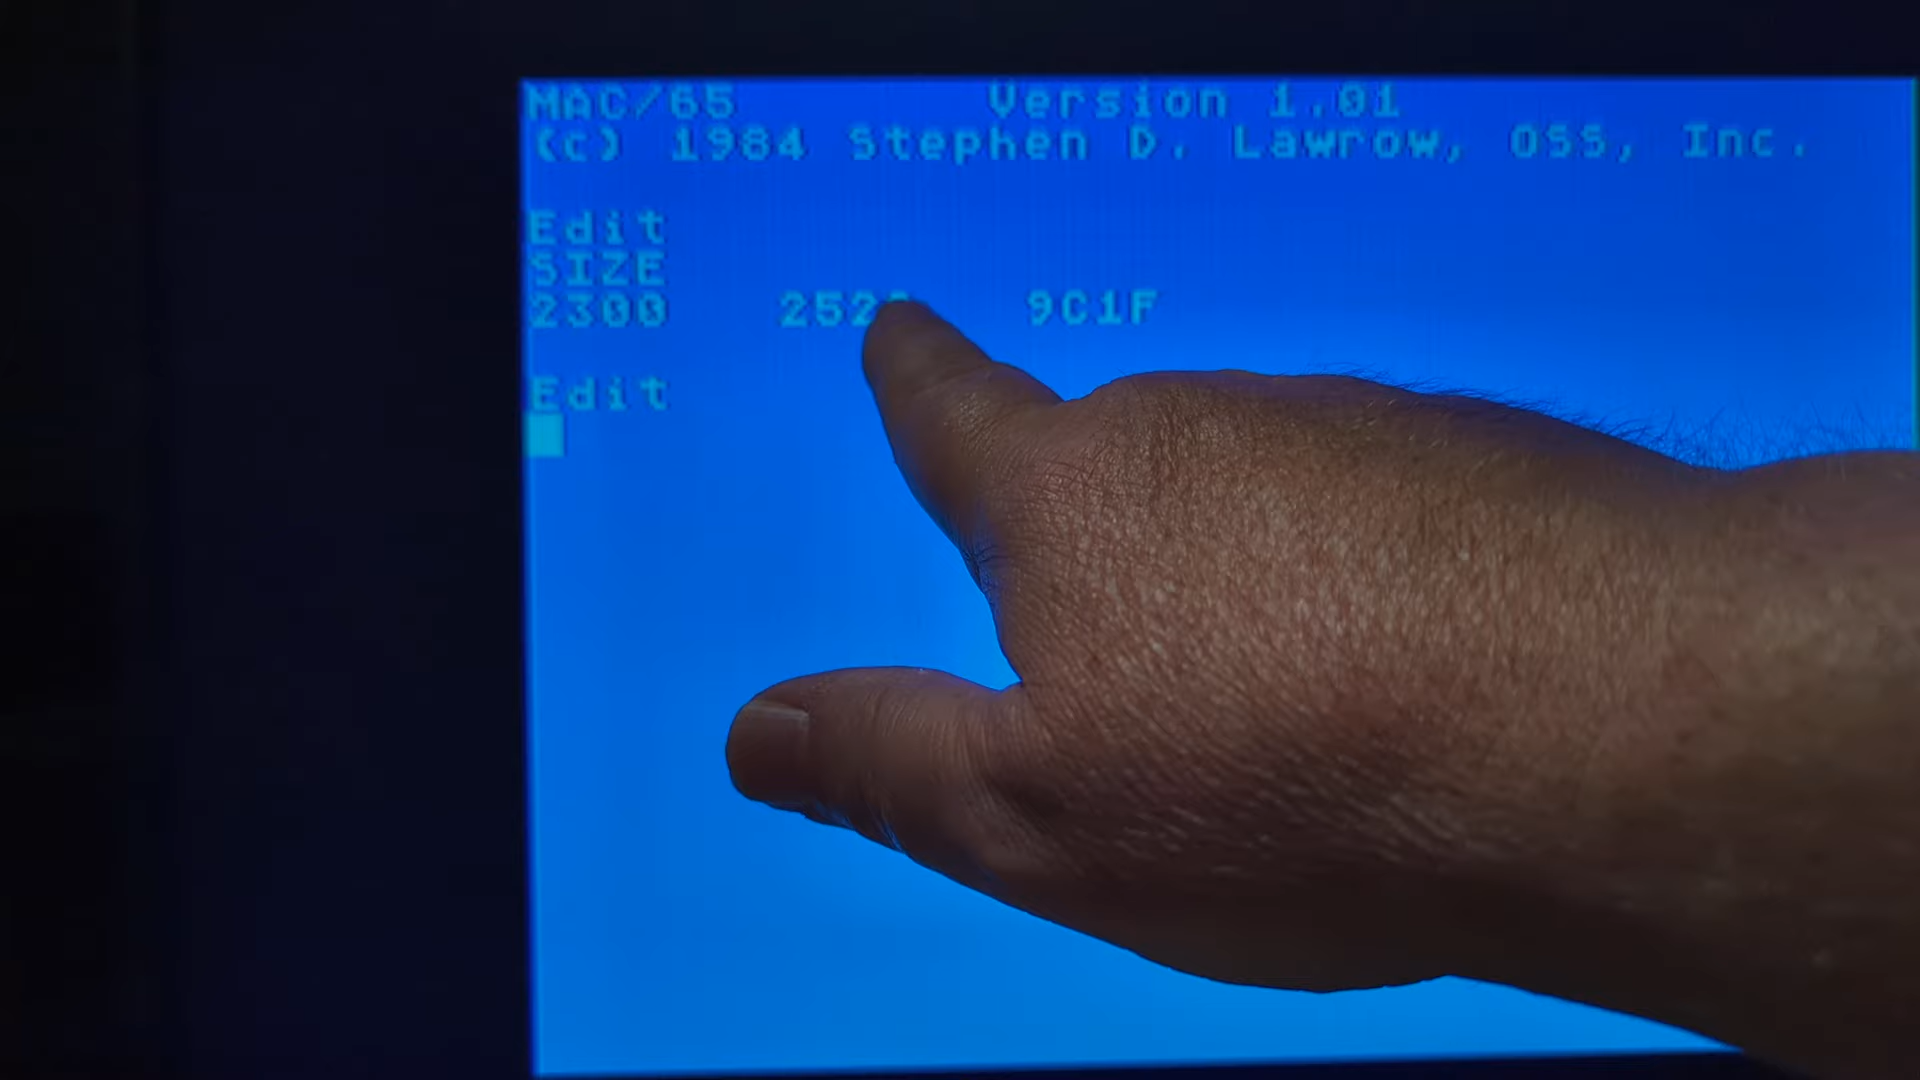 MAC/65 Version 1.01
(c) 1984 Stephen D. Lawrow, OSS, Inc.
Edit
SIZE
2300 9C1F
Edit